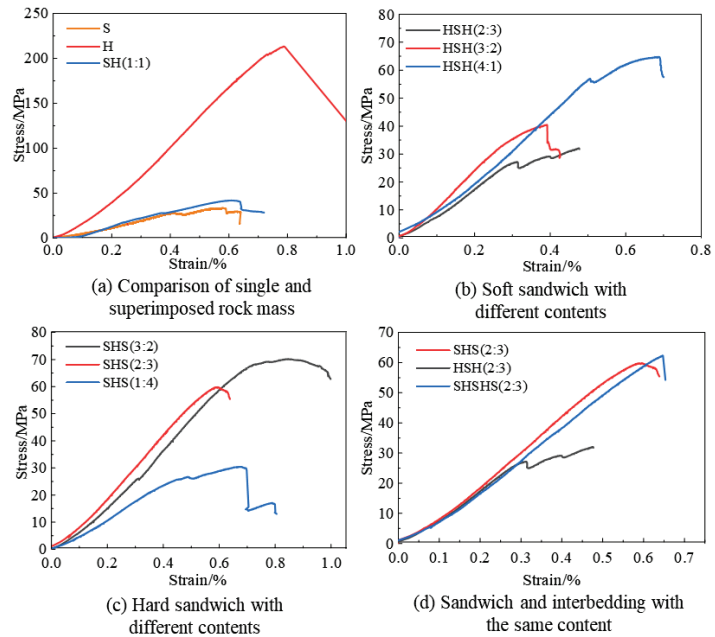 S
H
SH(1:1)
250
200
150
100
50
0
Stress/MPa
0.0 0.2 0.4 0.6 0.8 1.0
Strain/%
(a) Comparison of single and
superimposed rock mass
HSH(2:3)
HSH(3:2)
HSH(4:1)
80
70
60
50
40
30
20
10
0
Stress/MPa
0.0 0.2 0.4 0.6 0.8
Strain/%
(b) Soft sandwich with
different contents
SHS(3:2)
SHS(2:3)
SHS(1:4)
80
70
60
50
40
30
20
10
0
Stress/MPa
0.0 0.2 0.4 0.6 0.8 1.0
Strain/%
(c) Hard sandwich with
different contents
SHS(2:3)
HSH(2:3)
SHSHS(2:3)
70
60
50
40
30
20
10
0
Stress/MPa
0.0 0.1 0.2 0.3 0.4 0.5 0.6 0.7
Strain/%
(d) Sandwich and interbedding with
the same content